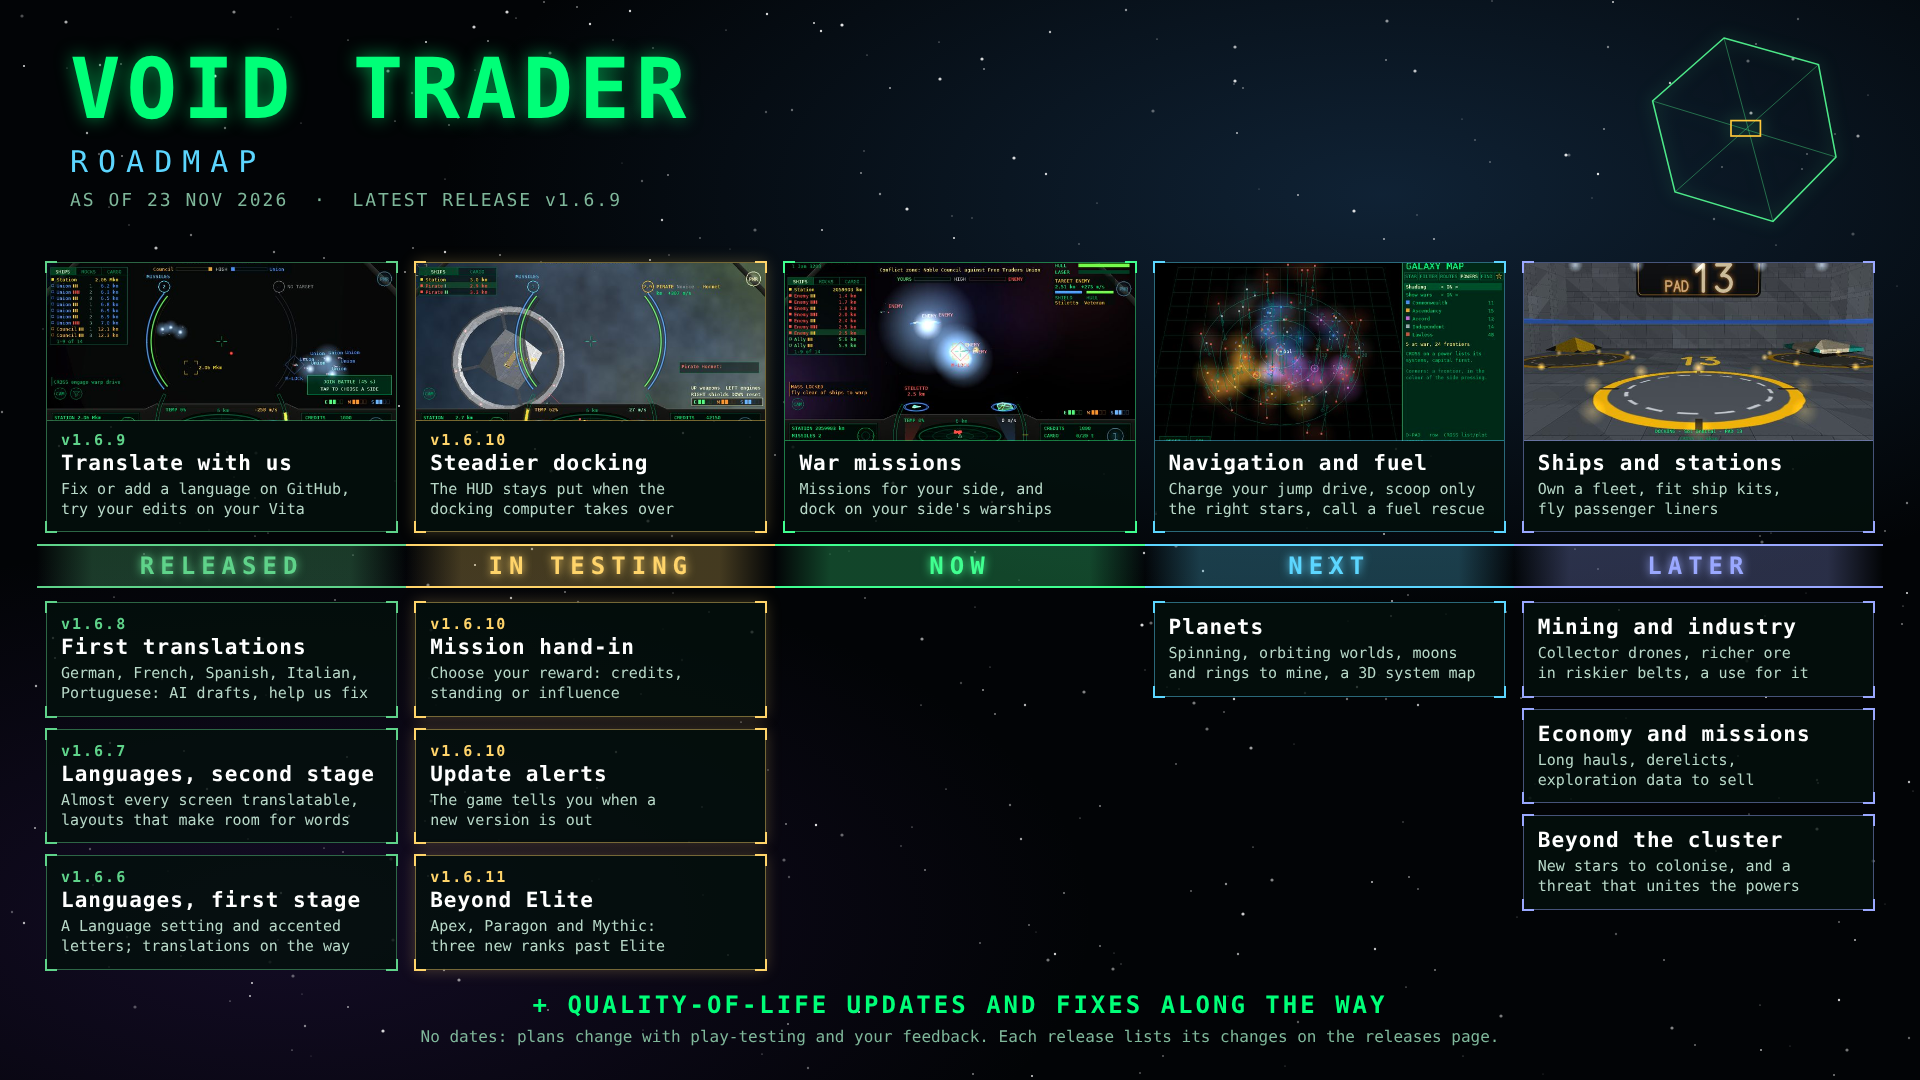 VOID TRADER
ROADMAP
AS OF 23 NOV 2026 · LATEST RELEASE v1.6.9
v1.6.9
Translate with us
Fix or add a language on GitHub,
try your edits on your Vita
v1.6.10
Steadier docking
The HUD stays put when the
docking computer takes over
War missions
Missions for your side, and
dock on your side's warships
GALAXY MAP
Navigation and fuel
Charge your jump drive, scoop only
the right stars, call a fuel rescue
PAD 13
13
Ships and stations
Own a fleet, fit ship kits,
fly passenger liners
RELEASED
IN TESTING
NOW
NEXT
LATER
v1.6.8
First translations
German, French, Spanish, Italian,
Portuguese: AI drafts, help us fix
v1.6.7
Languages, second stage
Almost every screen translatable,
layouts that make room for words
v1.6.6
Languages, first stage
A Language setting and accented
letters; translations on the way
v1.6.10
Mission hand-in
Choose your reward: credits,
standing or influence
v1.6.10
Update alerts
The game tells you when a
new version is out
v1.6.11
Beyond Elite
Apex, Paragon and Mythic:
three new ranks past Elite
Planets
Spinning, orbiting worlds, moons
and rings to mine, a 3D system map
Mining and industry
Collector drones, richer ore
in riskier belts, a use for it
Economy and missions
Long hauls, derelicts,
exploration data to sell
Beyond the cluster
New stars to colonise, and a
threat that unites the powers
+ QUALITY-OF-LIFE UPDATES AND FIXES ALONG THE WAY
No dates: plans change with play-testing and your feedback. Each release lists its changes on the releases page.